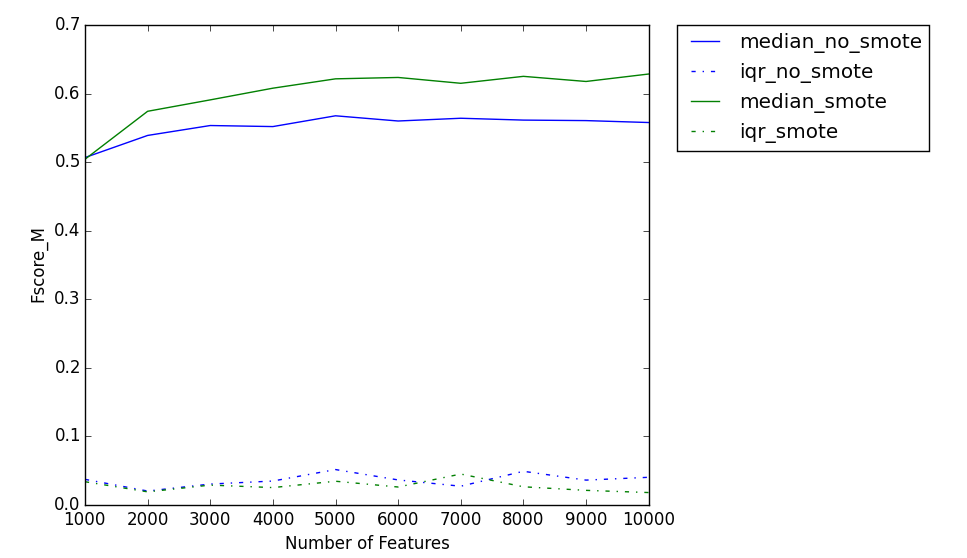 0.7
0.6
0.5
0.4
0.3
0.2
0.1
0.0
Fscore_M
1000 2000 3000 4000 5000 6000 7000 8000 9000 10000
Number of Features
median_no_smote
iqr_no_smote
median_smote
iqr_smote